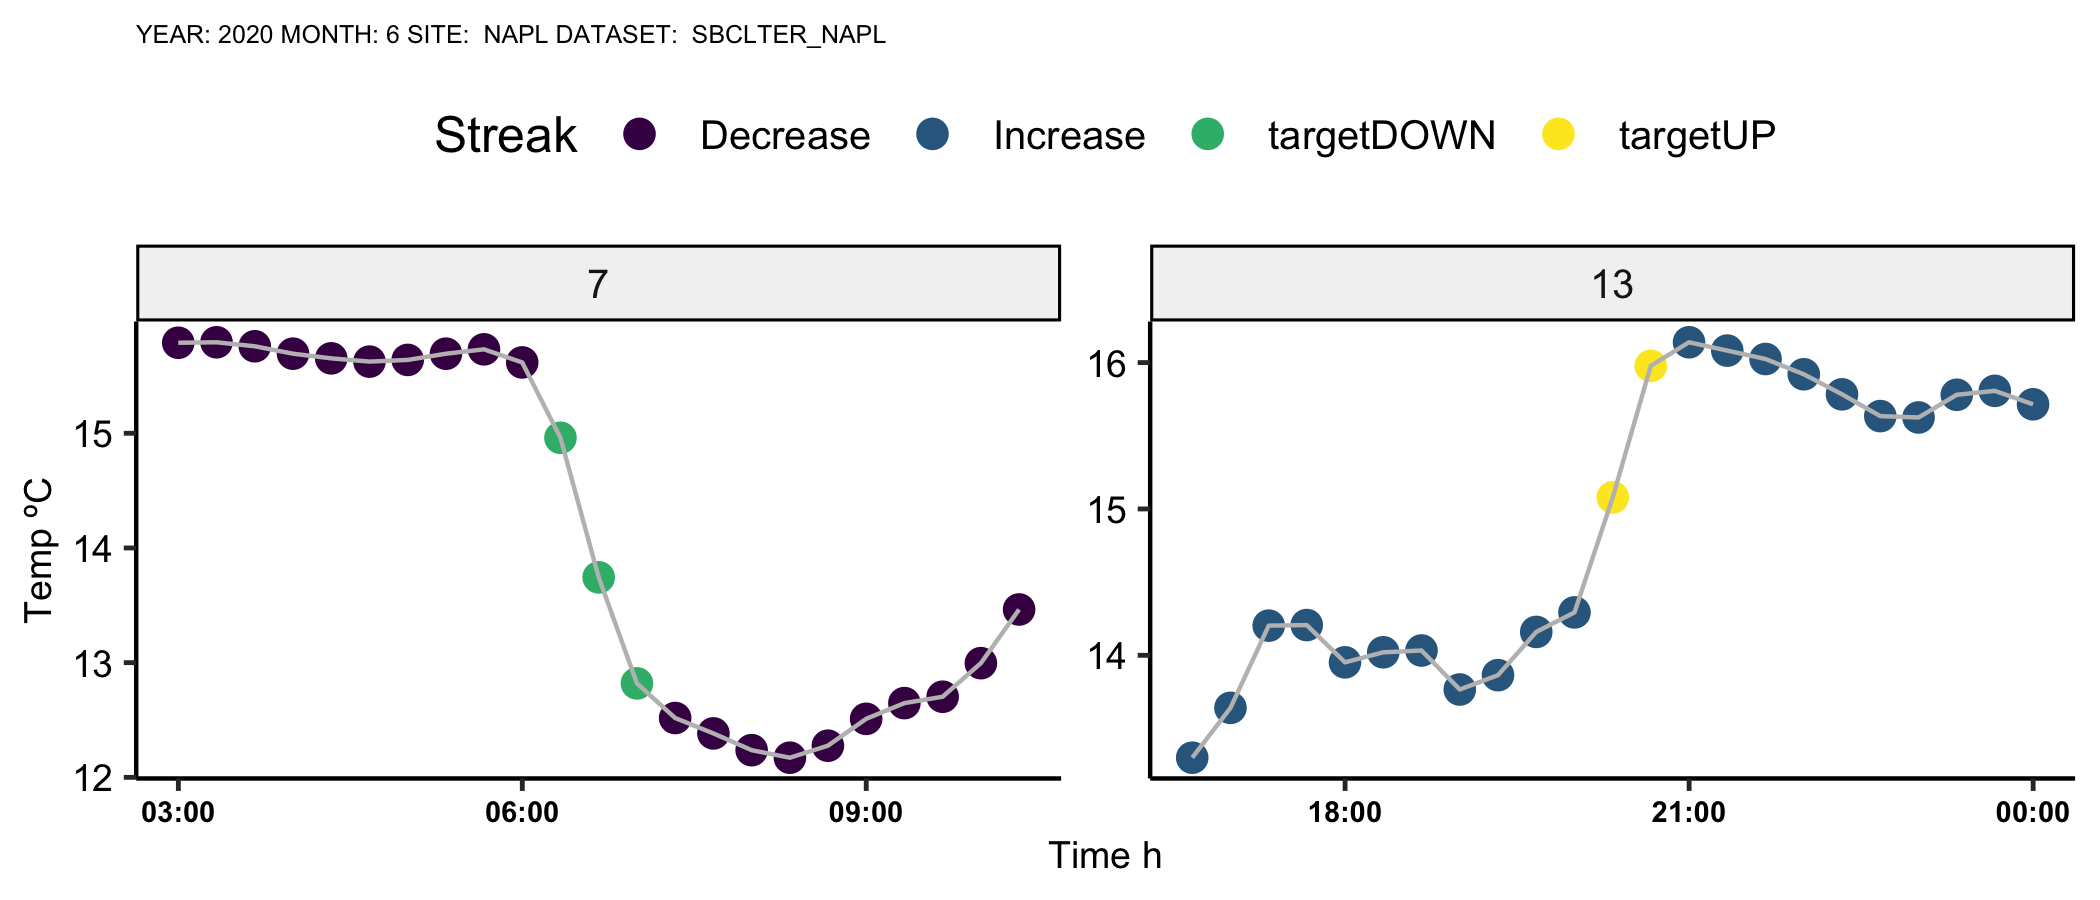 YEAR: 2020 MONTH: 6 SITE:  NAPL DATASET:  SBCLTER_NAPL
Streak Decrease Increase targetDOWN targetUP
7
13
Temp ºC
15
14
13
12
03:00 06:00 09:00
16
15
14
18:00 21:00 00:00
Time h